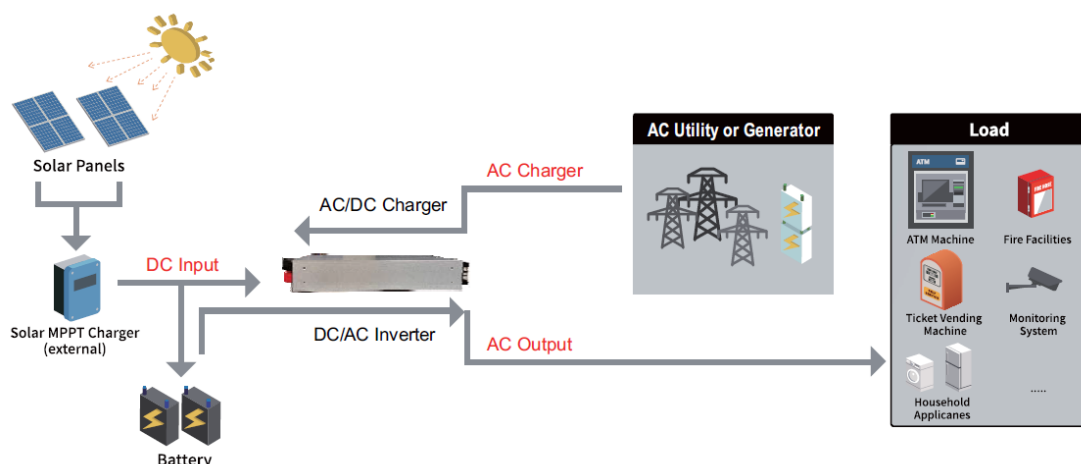 AC Utility or Generator
Load
ATM
Solar Panels
AC Charger
AC/DC Charger
ATM Machine
Fire Facilities
DC Input
Solar MPPT Charger
(external)
DC/AC Inverter
AC Output
Ticket Vending
Machine
Monitoring
System
Household
Applicanes
.....
Battery